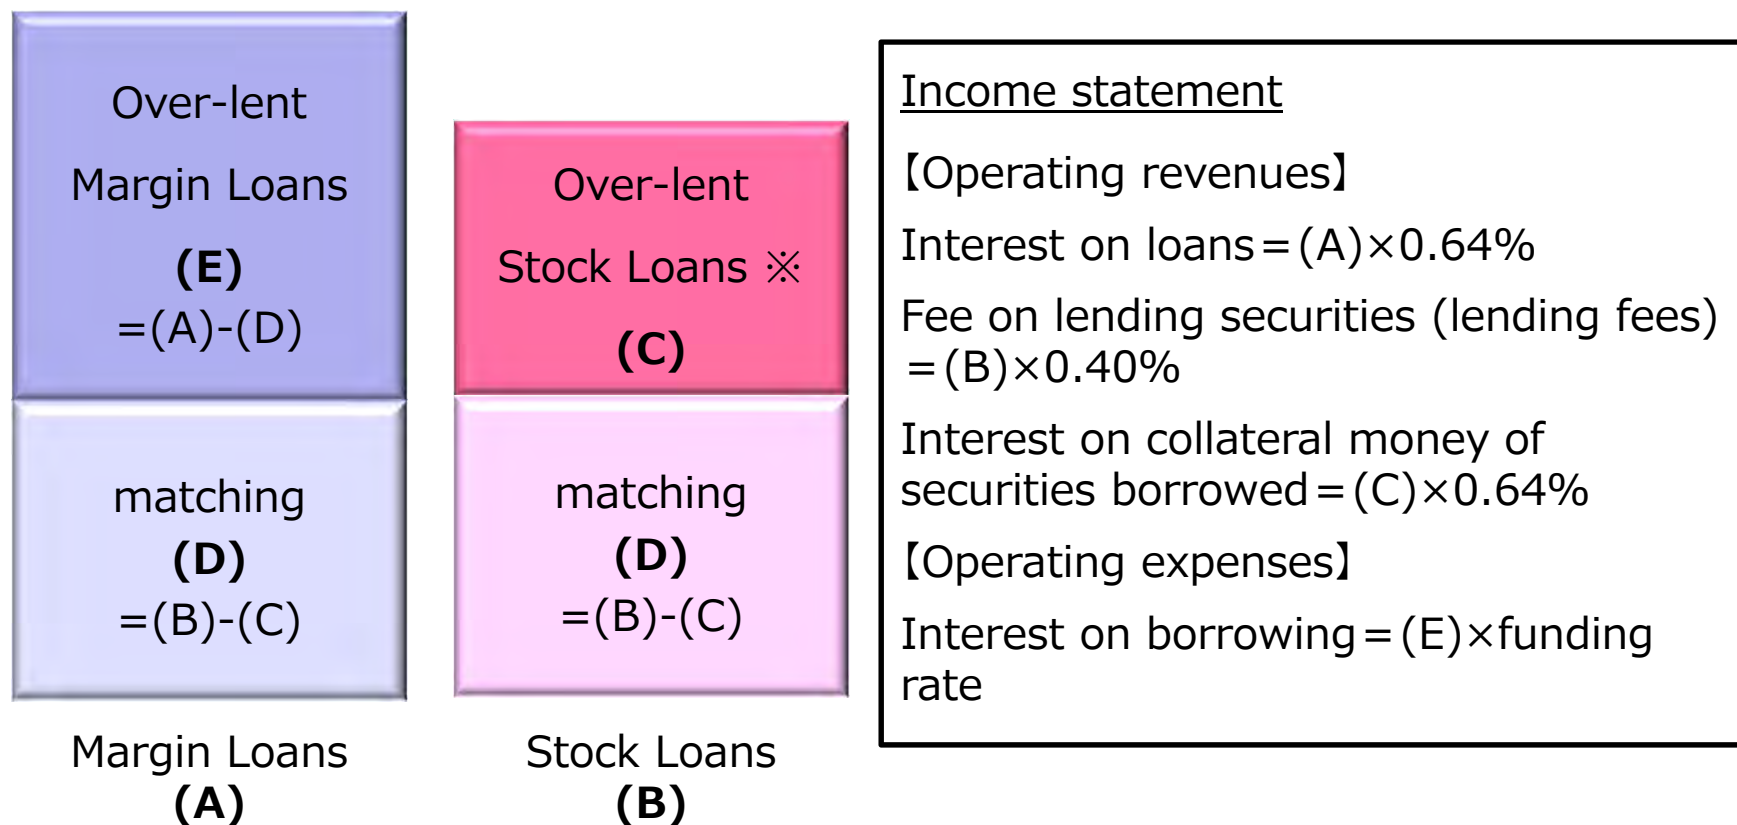 Over-lent
Margin Loans
(E)
=(A)-(D)
matching
(D)
=(B)-(C)
Margin Loans
(A)
Over-lent
Stock Loans ※
(C)
matching
(D)
=(B)-(C)
Stock Loans
(B)
Income statement
【Operating revenues】
Interest on loans=(A)×0.64%
Fee on lending securities (lending fees)
=(B)×0.40%
Interest on collateral money of
securities borrowed=(C)×0.64%
【Operating expenses】
Interest on borrowing=(E)×funding
rate